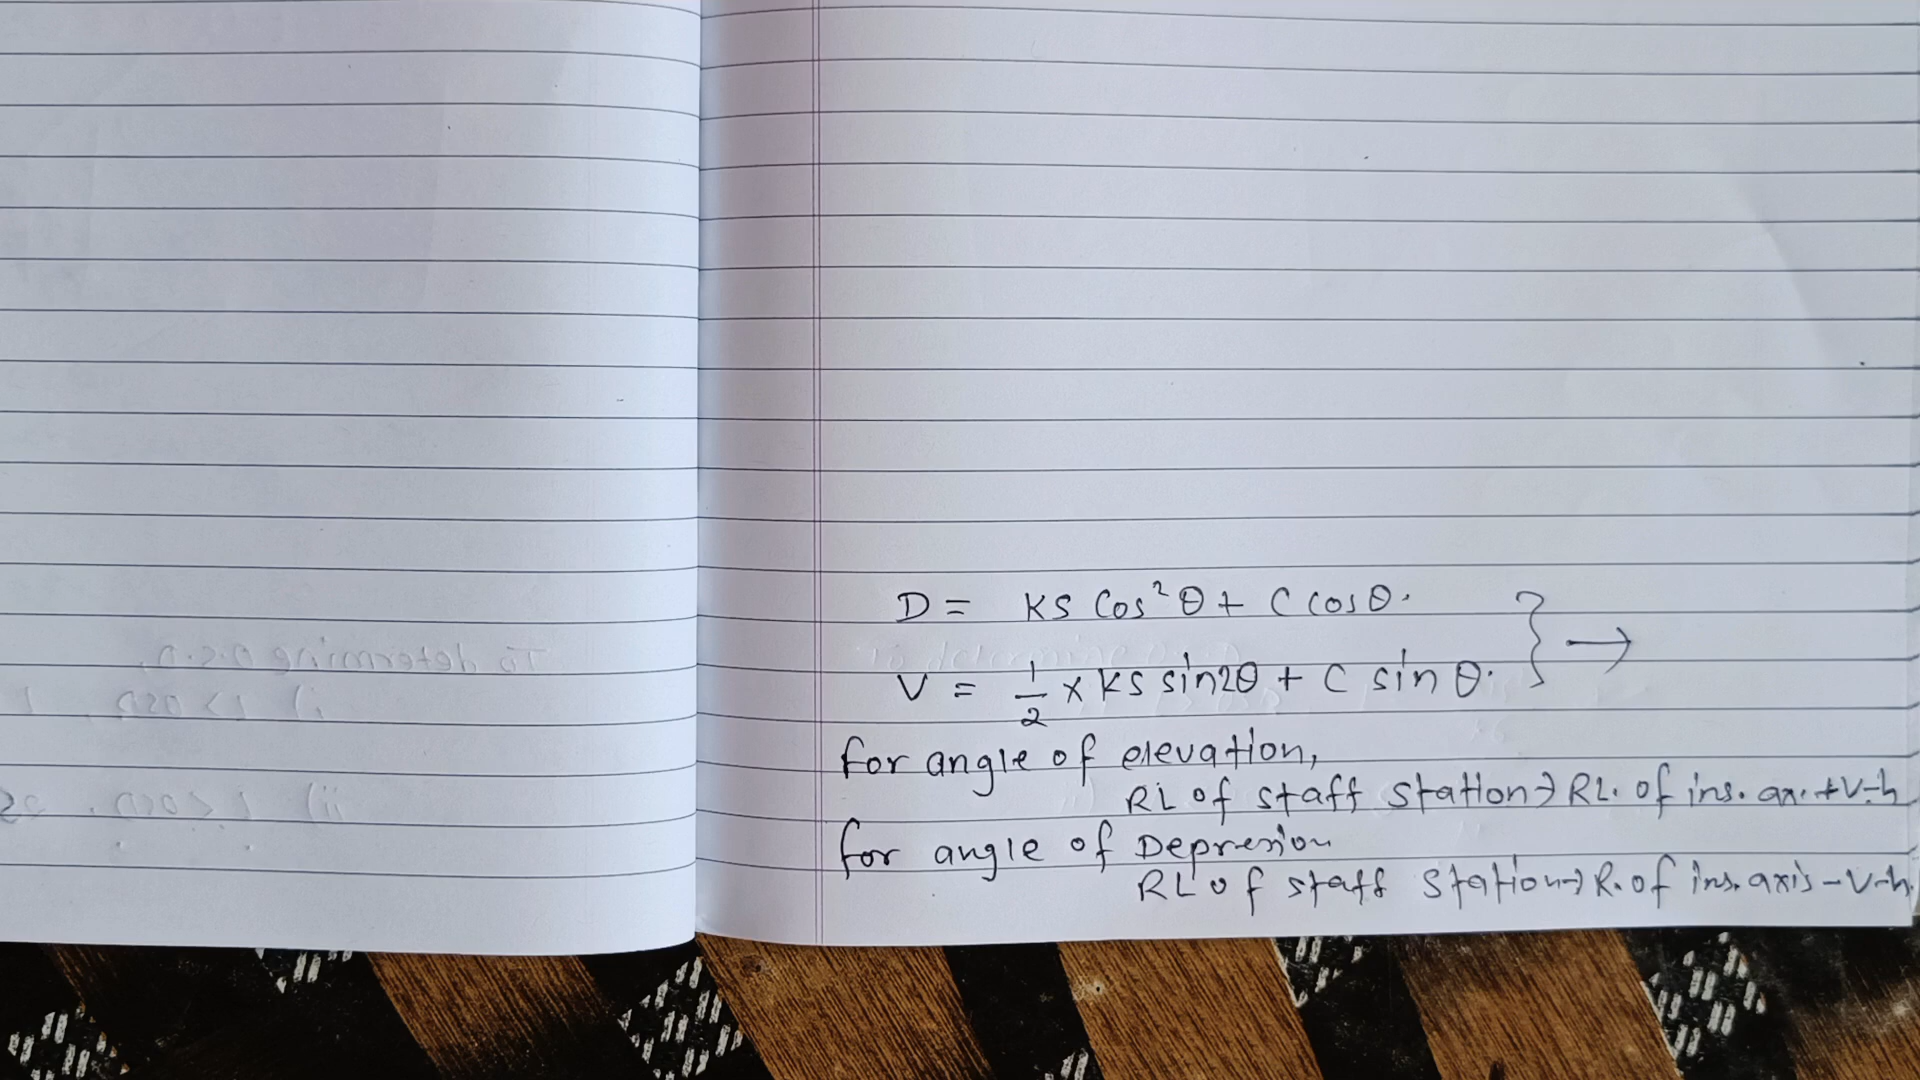 D = KS Cos²θ + C cosθ.
V = 1/2 × KS sin2θ + C sin θ. } →
for angle of elevation,
RL of staff station → RL. of ins. ax. + V - h
for angle of Depression
RL of staff station → R. of ins. axis - V - h.